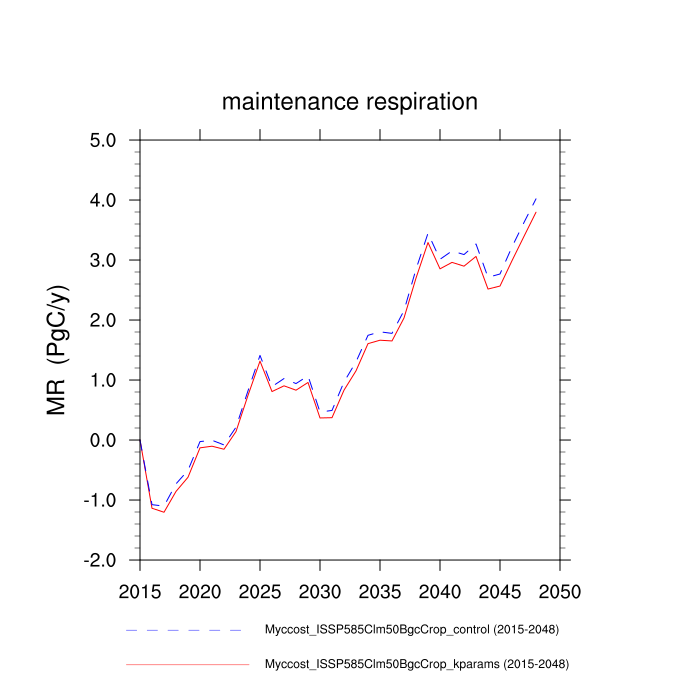 maintenance respiration
MR (PgC/y)
5.0
4.0
3.0
2.0
1.0
0.0
-1.0
-2.0
2015 2020 2025 2030 2035 2040 2045 2050
Myccost_ISSP585Clm50BgcCrop_control (2015-2048)
Myccost_ISSP585Clm50BgcCrop_kparams (2015-2048)